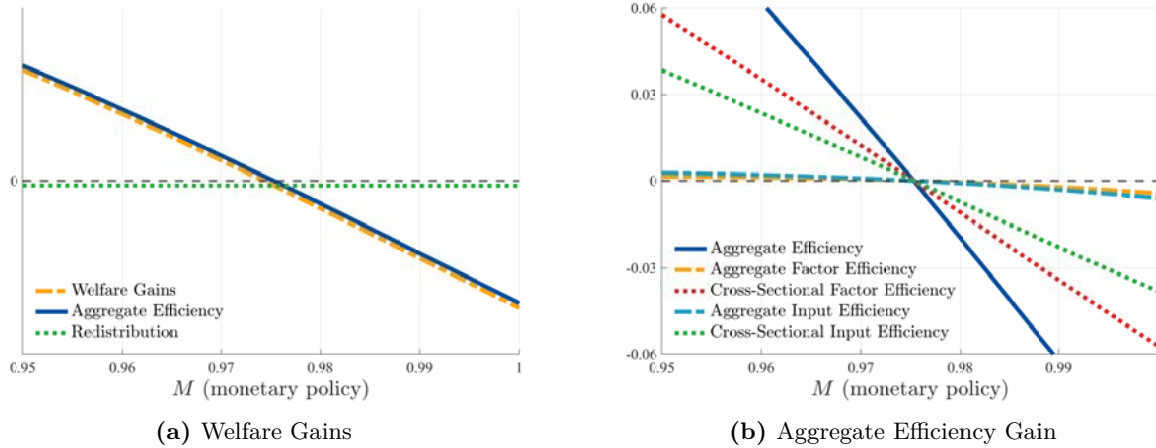 0
0.95
0.96
0.97
0.98
0.99
1
Welfare Gains
Aggregate Efficiency
Redistribution
M (monetary policy)
(a) Welfare Gains
0.06
0.03
0
-0.03
-0.06
0.95
0.96
0.97
0.98
0.99
Aggregate Efficiency
Aggregate Factor Efficiency
Cross-Sectional Factor Efficiency
Aggregate Input Efficiency
Cross-Sectional Input Efficiency
M (monetary policy)
(b) Aggregate Efficiency Gain